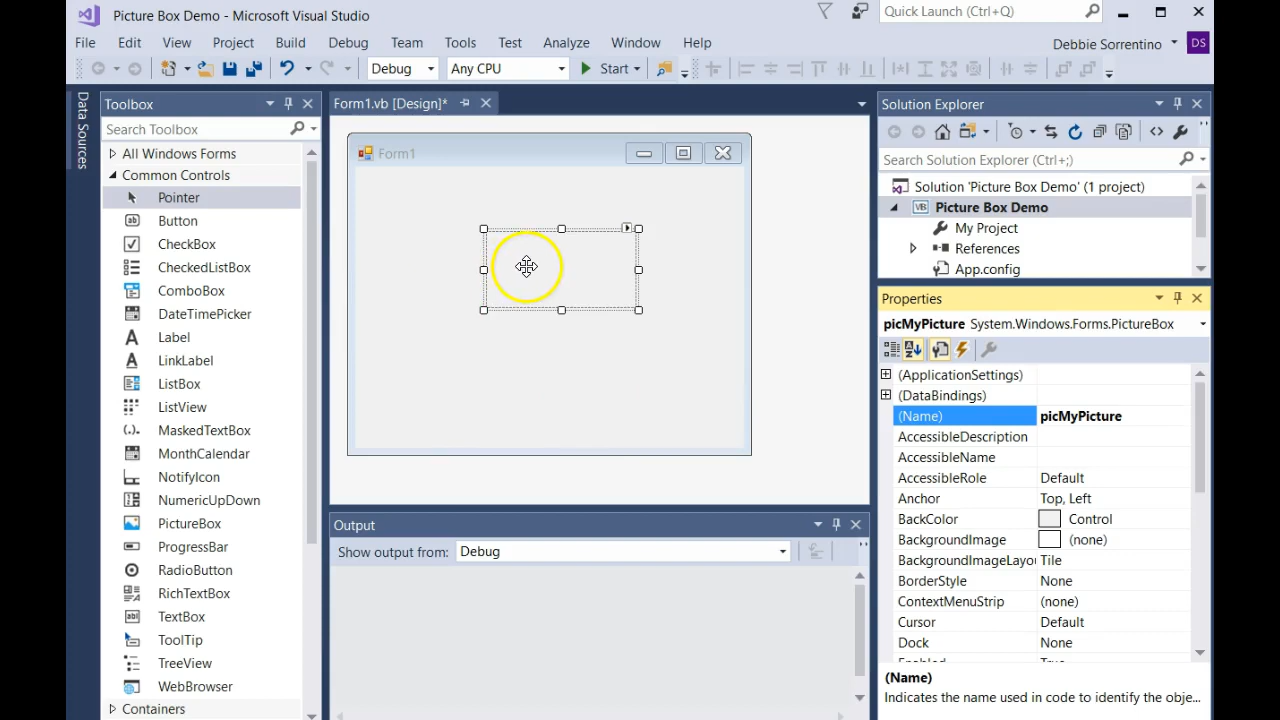 Picture Box Demo - Microsoft Visual Studio
Quick Launch (Ctrl+Q)
File Edit View Project Build Debug Team Tools Test Analyze Window Help
Debbie Sorrentino DS
Debug Any CPU Start
Data Sources
Toolbox
Search Toolbox
All Windows Forms
Common Controls
Pointer
Button
CheckBox
CheckedListBox
ComboBox
DateTimePicker
Label
LinkLabel
ListBox
ListView
MaskedTextBox
MonthCalendar
NotifyIcon
NumericUpDown
PictureBox
ProgressBar
RadioButton
RichTextBox
TextBox
ToolTip
TreeView
WebBrowser
Containers
Form1.vb [Design]*
Form1
Output
Show output from: Debug
Solution Explorer
Search Solution Explorer (Ctrl+;)
Solution 'Picture Box Demo' (1 project)
VB Picture Box Demo
My Project
References
App.config
Properties
picMyPicture System.Windows.Forms.PictureBox
(ApplicationSettings)
(DataBindings)
(Name) picMyPicture
AccessibleDescription
AccessibleName
AccessibleRole Default
Anchor Top, Left
BackColor Control
BackgroundImage (none)
BackgroundImageLayou Tile
BorderStyle None
ContextMenuStrip (none)
Cursor Default
Dock None
Enabled True
(Name)
Indicates the name used in code to identify the obje...